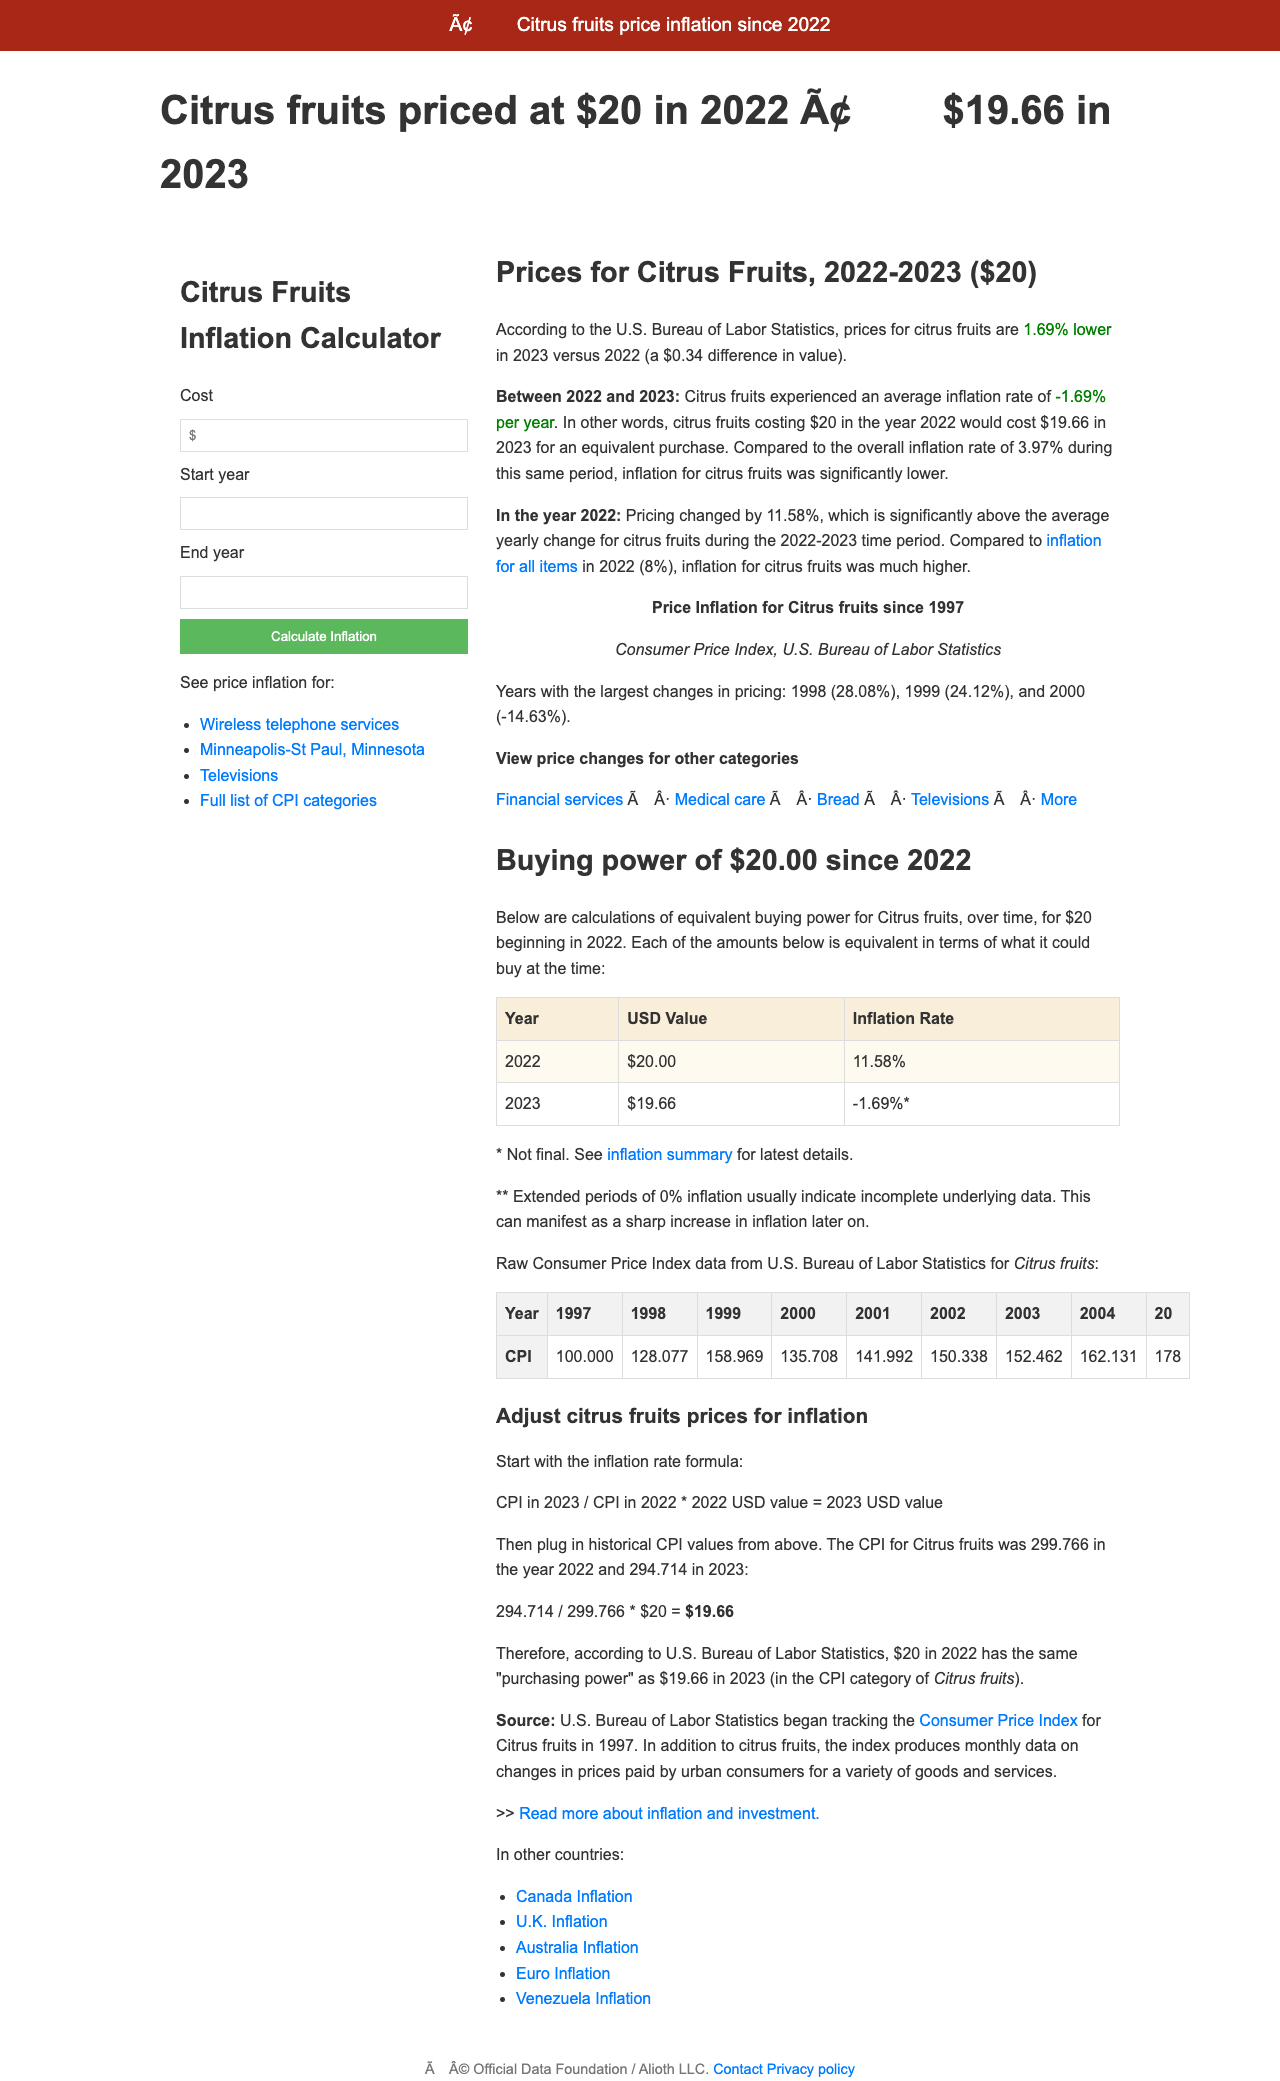 Ã¢ Citrus fruits price inflation since 2022
Citrus fruits priced at $20 in 2022 Ã¢ $19.66 in
2023
Citrus Fruits
Inflation Calculator
Cost
$
Start year
End year
Calculate Inflation
See price inflation for:
• Wireless telephone services
• Minneapolis-St Paul, Minnesota
• Televisions
• Full list of CPI categories
Prices for Citrus Fruits, 2022-2023 ($20)
According to the U.S. Bureau of Labor Statistics, prices for citrus fruits are 1.69% lower
in 2023 versus 2022 (a $0.34 difference in value).
Between 2022 and 2023: Citrus fruits experienced an average inflation rate of -1.69%
per year. In other words, citrus fruits costing $20 in the year 2022 would cost $19.66 in
2023 for an equivalent purchase. Compared to the overall inflation rate of 3.97% during
this same period, inflation for citrus fruits was significantly lower.
In the year 2022: Pricing changed by 11.58%, which is significantly above the average
yearly change for citrus fruits during the 2022-2023 time period. Compared to inflation
for all items in 2022 (8%), inflation for citrus fruits was much higher.
Price Inflation for Citrus fruits since 1997
Consumer Price Index, U.S. Bureau of Labor Statistics
Years with the largest changes in pricing: 1998 (28.08%), 1999 (24.12%), and 2000
(-14.63%).
View price changes for other categories
Financial services Ã Â· Medical care Ã Â· Bread Ã Â· Televisions Ã Â· More
Buying power of $20.00 since 2022
Below are calculations of equivalent buying power for Citrus fruits, over time, for $20
beginning in 2022. Each of the amounts below is equivalent in terms of what it could
buy at the time:
Year USD Value Inflation Rate
2022 $20.00 11.58%
2023 $19.66 -1.69%*
* Not final. See inflation summary for latest details.
** Extended periods of 0% inflation usually indicate incomplete underlying data. This
can manifest as a sharp increase in inflation later on.
Raw Consumer Price Index data from U.S. Bureau of Labor Statistics for Citrus fruits:
Year 1997 1998 1999 2000 2001 2002 2003 2004 20
CPI 100.000 128.077 158.969 135.708 141.992 150.338 152.462 162.131 178
Adjust citrus fruits prices for inflation
Start with the inflation rate formula:
CPI in 2023 / CPI in 2022 * 2022 USD value = 2023 USD value
Then plug in historical CPI values from above. The CPI for Citrus fruits was 299.766 in
the year 2022 and 294.714 in 2023:
294.714 / 299.766 * $20 = $19.66
Therefore, according to U.S. Bureau of Labor Statistics, $20 in 2022 has the same
"purchasing power" as $19.66 in 2023 (in the CPI category of Citrus fruits).
Source: U.S. Bureau of Labor Statistics began tracking the Consumer Price Index for
Citrus fruits in 1997. In addition to citrus fruits, the index produces monthly data on
changes in prices paid by urban consumers for a variety of goods and services.
>> Read more about inflation and investment.
In other countries:
• Canada Inflation
• U.K. Inflation
• Australia Inflation
• Euro Inflation
• Venezuela Inflation
Ã Â© Official Data Foundation / Alioth LLC. Contact Privacy policy